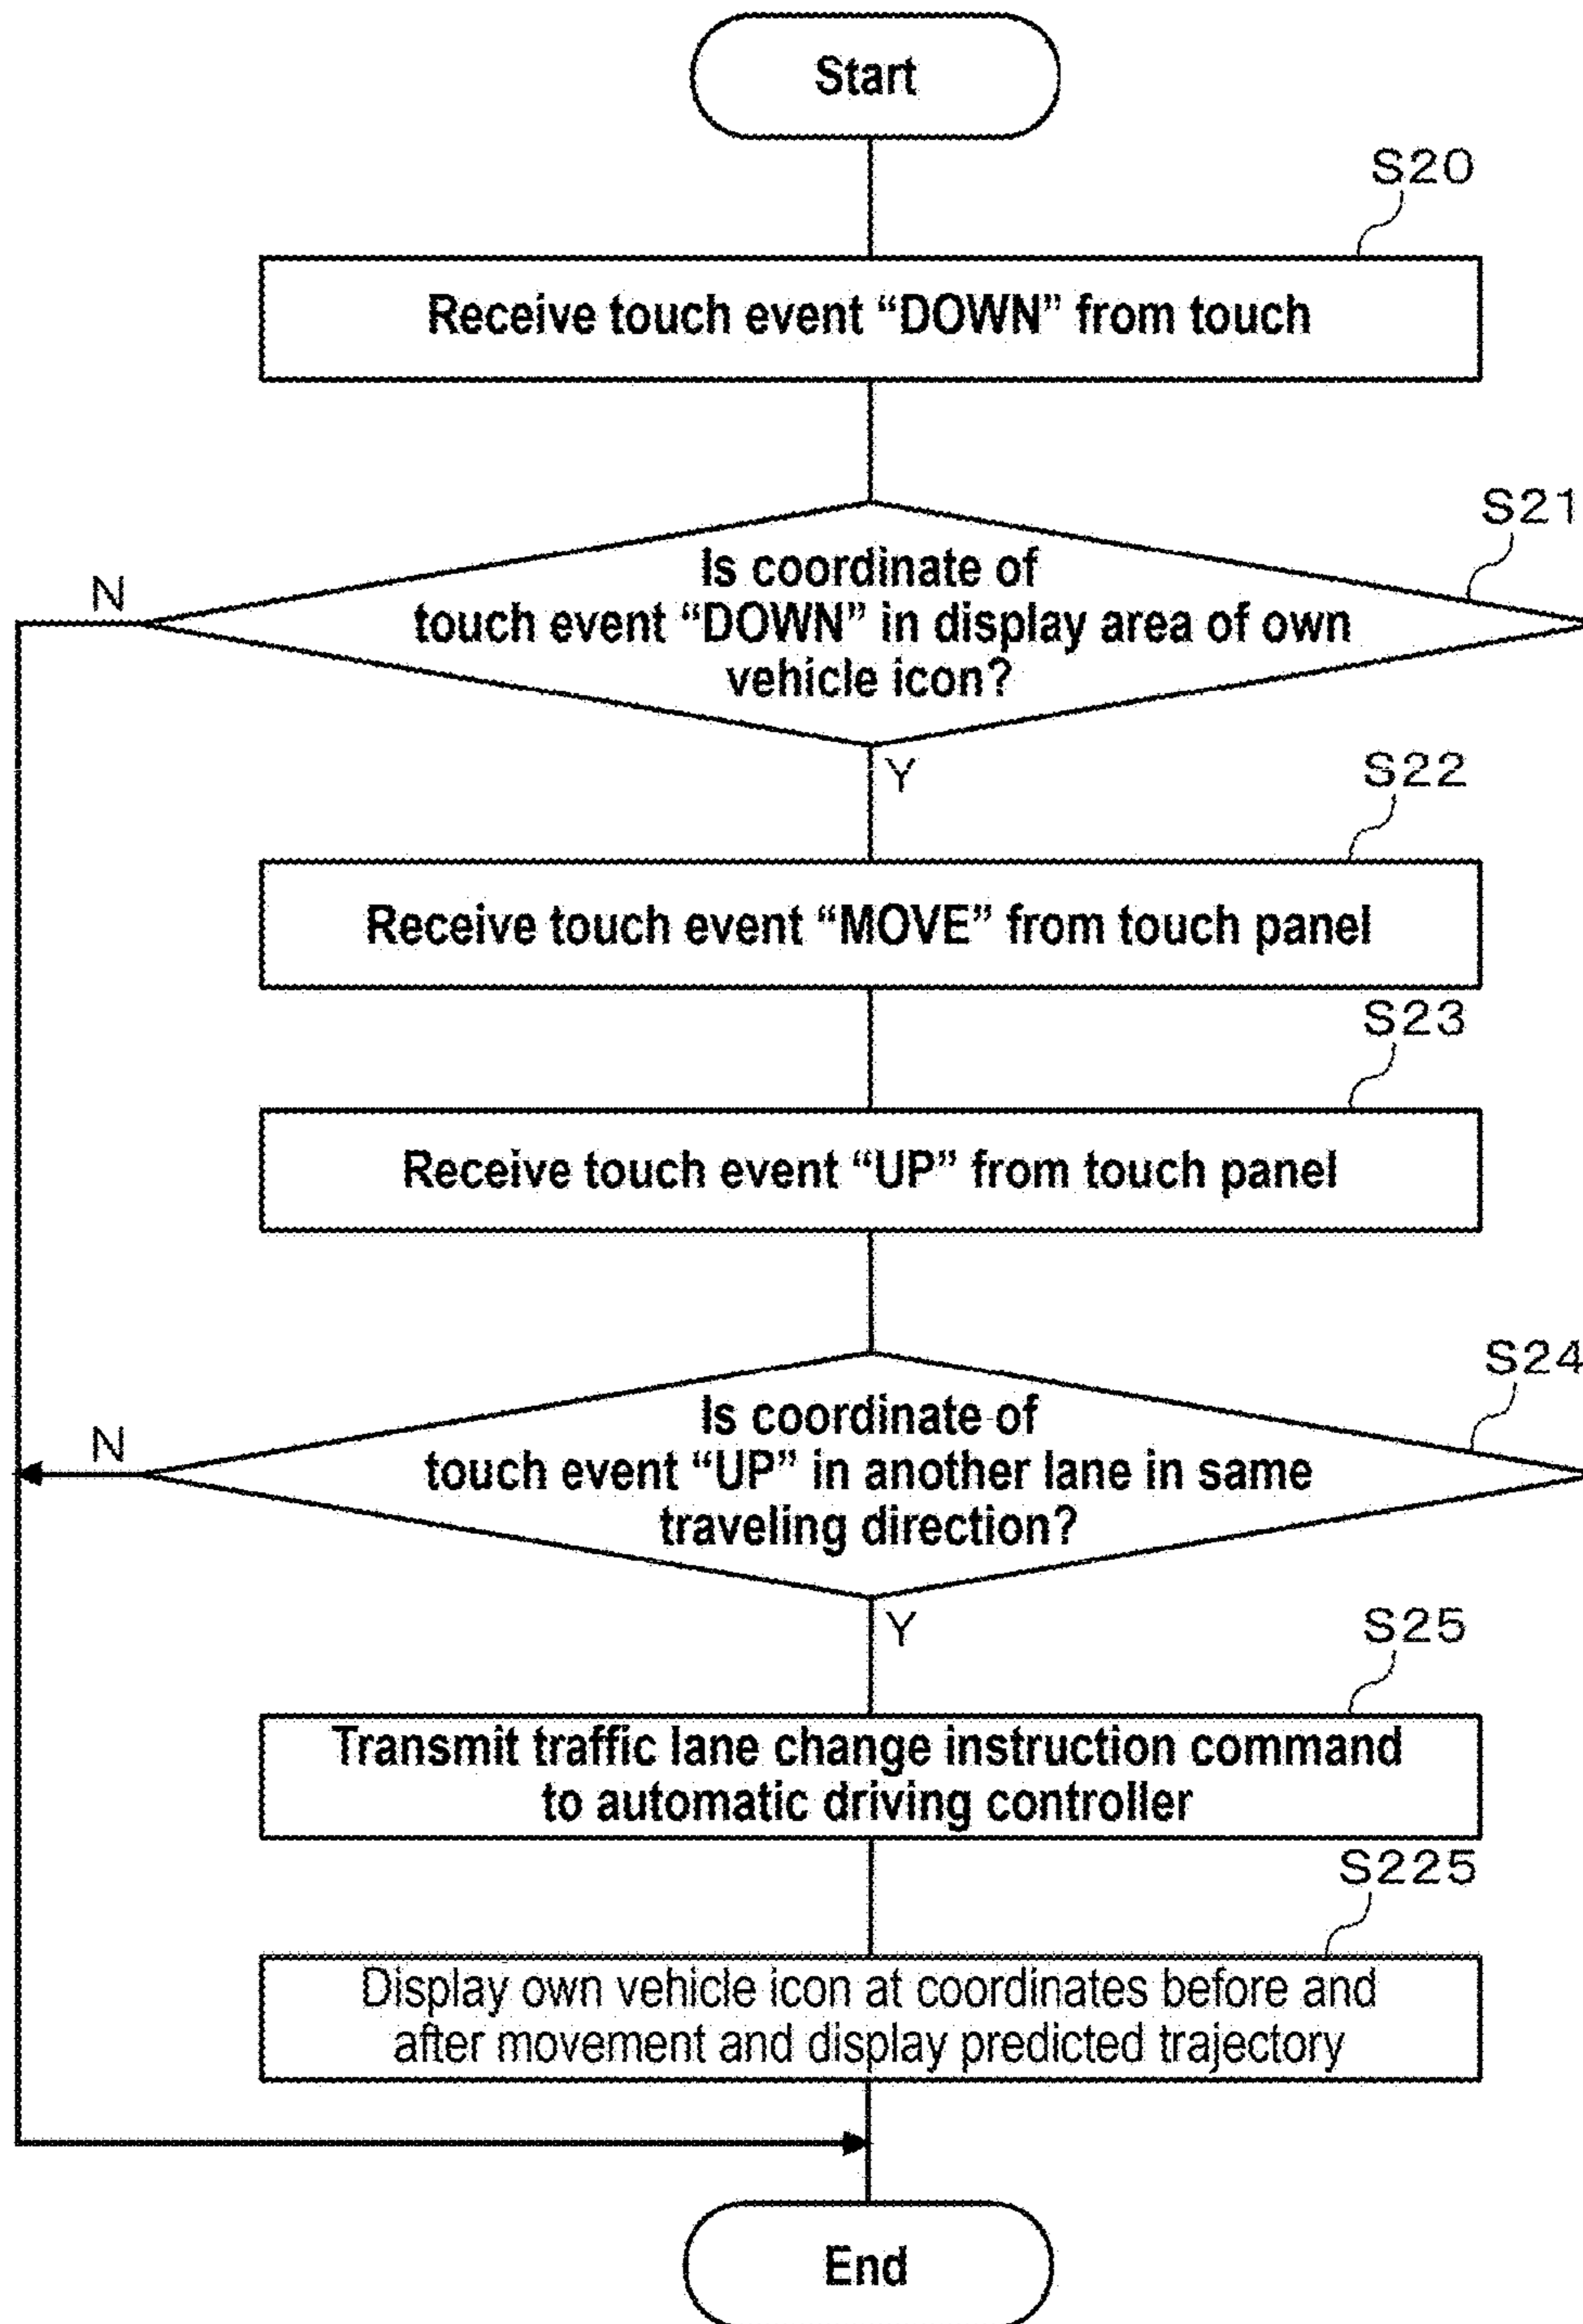 Start
S20
Receive touch event “DOWN” from touch
S21
Is coordinate of
touch event “DOWN” in display area of own
vehicle icon?
N
Y
S22
Receive touch event “MOVE” from touch panel
S23
Receive touch event “UP” from touch panel
S24
Is coordinate of
touch event “UP” in another lane in same
traveling direction?
N
Y
S25
Transmit traffic lane change instruction command
to automatic driving controller
S225
Display own vehicle icon at coordinates before and
after movement and display predicted trajectory
End